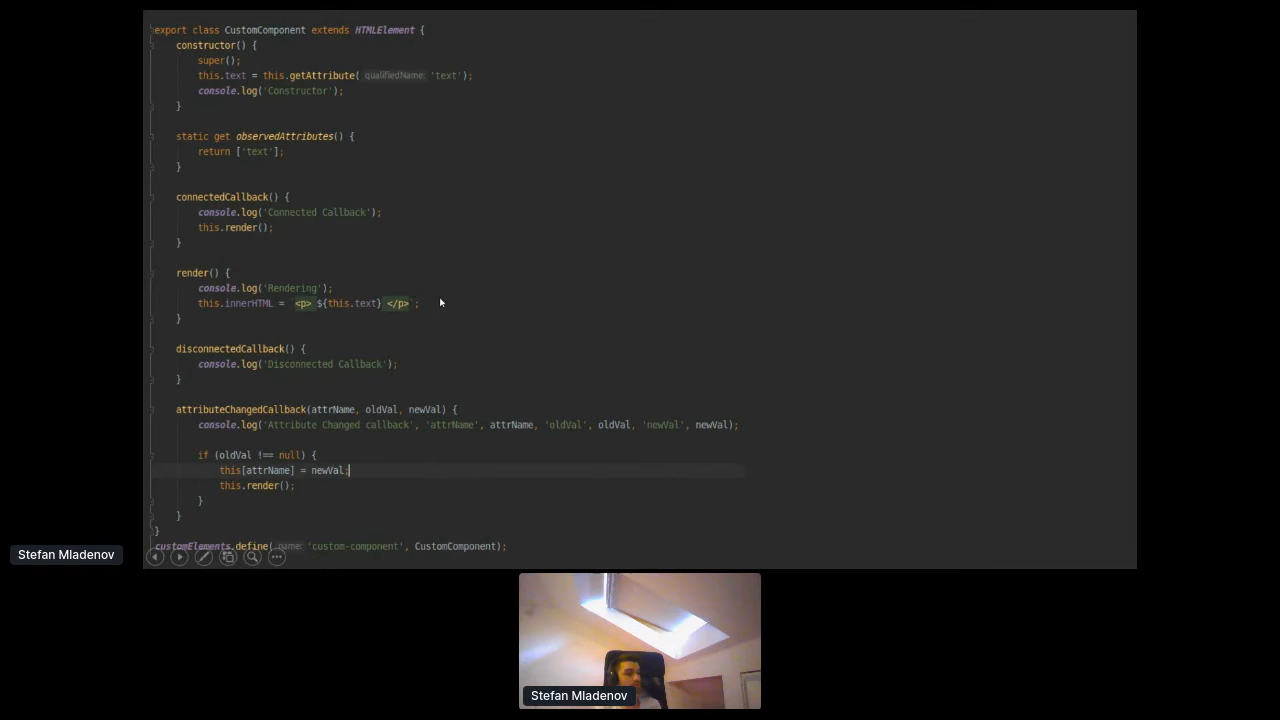 export class CustomComponent extends HTMLElement {
constructor() {
super();
this.text = this.getAttribute( qualifiedName: 'text');
console.log('Constructor');
}
static get observedAttributes() {
return ['text'];
}
connectedCallback() {
console.log('Connected Callback');
this.render();
}
render() {
console.log('Rendering');
this.innerHTML = `<p> ${this.text} </p>`;
}
disconnectedCallback() {
console.log('Disconnected Callback');
}
attributeChangedCallback(attrName, oldVal, newVal) {
console.log('Attribute Changed callback', 'attrName', attrName, 'oldVal', oldVal, 'newVal', newVal);
if (oldVal !== null) {
this[attrName] = newVal;
this.render();
}
}
}
customElements.define( name: 'custom-component', CustomComponent);
Stefan Mladenov
Stefan Mladenov